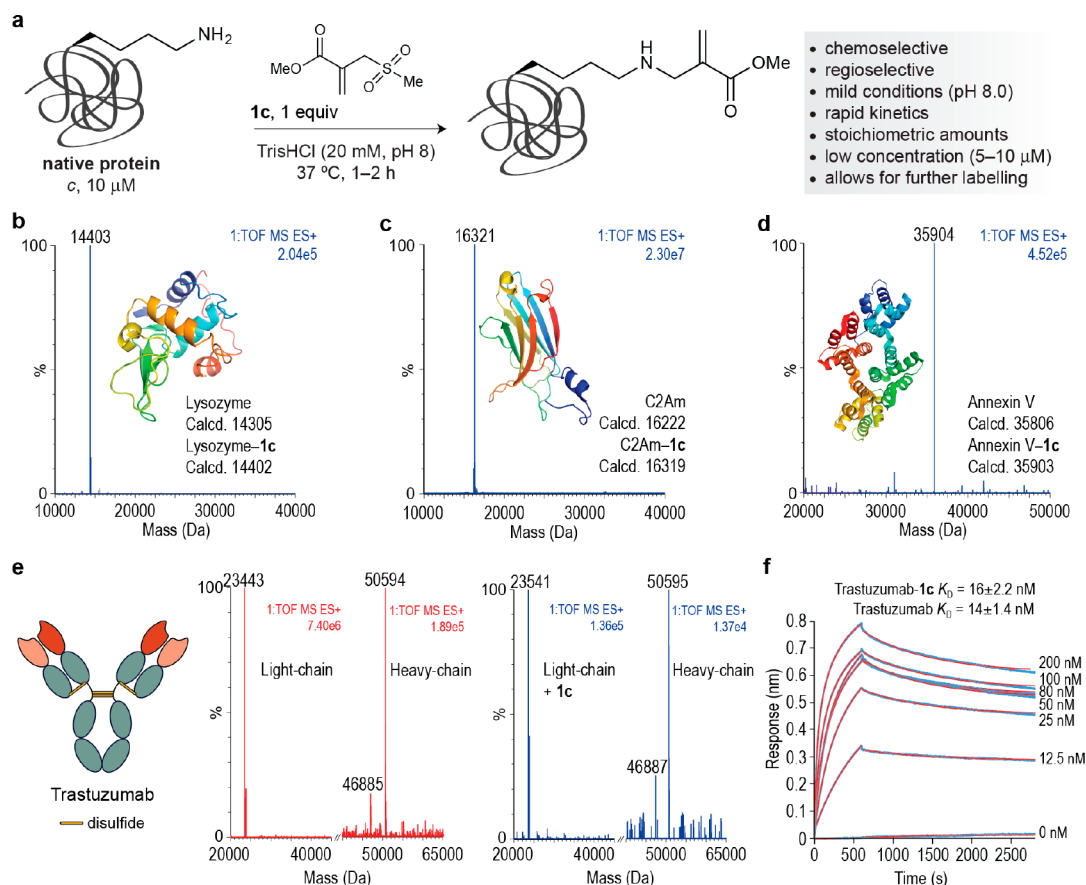 a
NH2
O
MeO
O
S
O
Me
1c, 1 equiv
TrisHCl (20 mM, pH 8)
37 ºC, 1–2 h
native protein
c, 10 μM
N
H
OMe
O
• chemoselective
• regioselective
• mild conditions (pH 8.0)
• rapid kinetics
• stoichiometric amounts
• low concentration (5–10 μM)
• allows for further labelling
b
14403
1:TOF MS ES+
2.04e5
100
%
0
Lysozyme
Calcd. 14305
Lysozyme–1c
Calcd. 14402
10000 20000 30000 40000
Mass (Da)
c
16321
1:TOF MS ES+
2.30e7
100
%
0
C2Am
Calcd. 16222
C2Am–1c
Calcd. 16319
10000 20000 30000 40000
Mass (Da)
d
35904
1:TOF MS ES+
4.52e5
100
%
0
Annexin V
Calcd. 35806
Annexin V–1c
Calcd. 35903
20000 30000 40000 50000
Mass (Da)
e
Trastuzumab
disulfide
100
23443
50594
1:TOF MS ES+
7.40e6
1:TOF MS ES+
1.89e5
Light-chain
Heavy-chain
%
46885
0
20000 40000 // 50000 65000
Mass (Da)
100
23541
50595
1:TOF MS ES+
1.36e5
1:TOF MS ES+
1.37e4
Light-chain
+ 1c
Heavy-chain
%
46887
0
20000 40000 // 50000 65000
Mass (Da)
f
Trastuzumab-1c KD = 16±2.2 nM
Trastuzumab KD = 14±1.4 nM
Response (nm)
0.8
0.7
0.6
0.5
0.4
0.3
0.2
0.1
0
200 nM
100 nM
80 nM
50 nM
25 nM
12.5 nM
0 nM
0 500 1000 1500 2000 2500
Time (s)